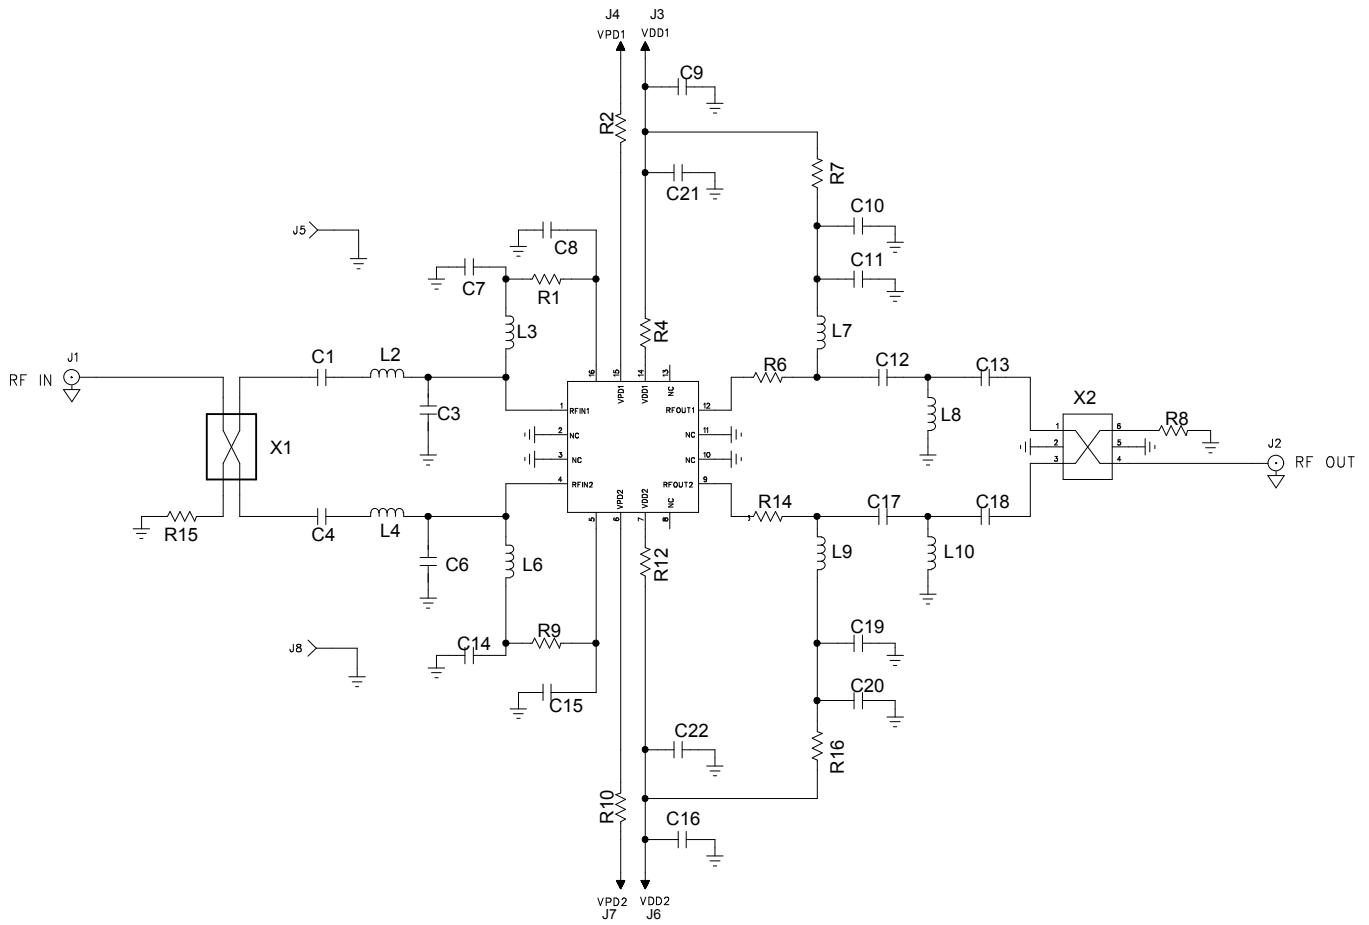 J4 J3
VPD1 VDD1
C9
R2
R7
C21
C10
J5
C8
C11
C7
R1
L3
R4
L7
J1
C1 L2
R6
C12 C13
RF IN
16 15 14 13
VPD1 VDD1 NC
C3
L8
X2
1 RFIN1 RFOUT1 12
2 NC NC 11
3 NC NC 10
4 RFIN2 RFOUT2 9
X1
1 6
2 5
3 4
R8
J2
RF OUT
VPD2 VDD2 NC
5 6 7 8
R15
C4 L4
R14
C17 C18
C6
L6
R12
L9
L10
J8
C14
R9
C19
C15
C20
C22
R16
R10
C16
VPD2 VDD2
J7 J6